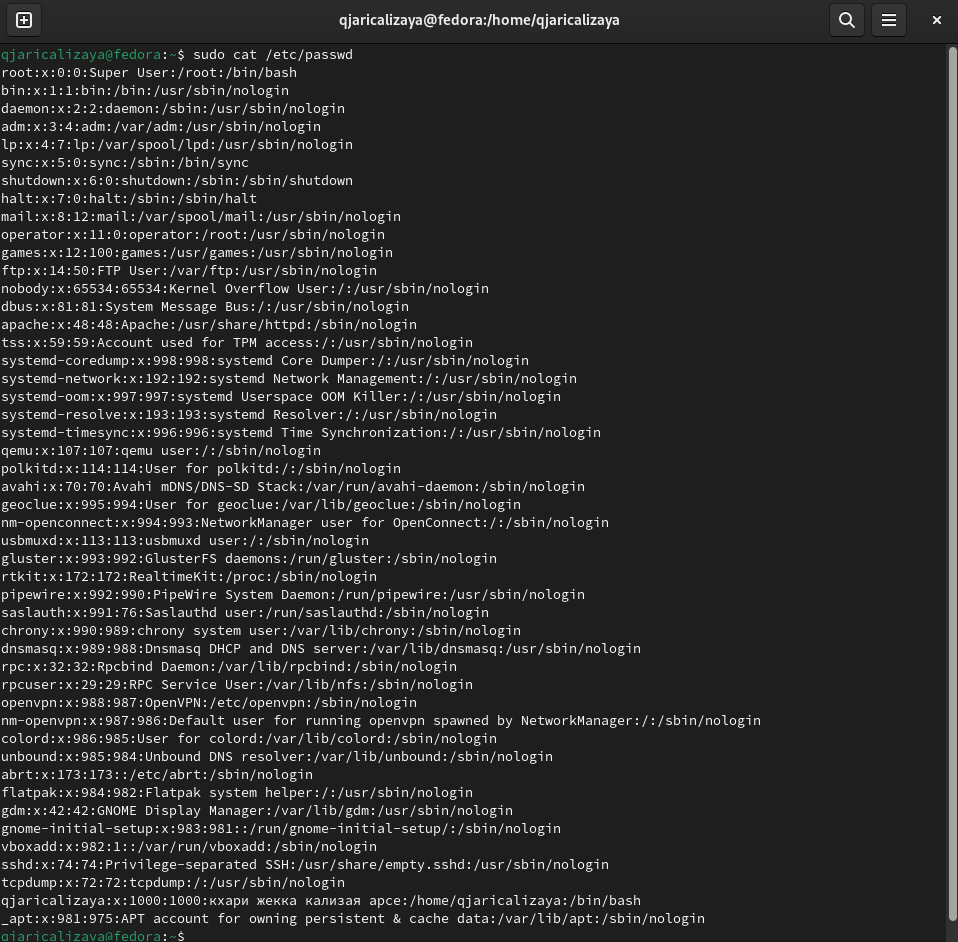 qjaricalizaya@fedora:/home/qjaricalizaya
qjaricalizaya@fedora:~$ sudo cat /etc/passwd
root:x:0:0:Super User:/root:/bin/bash
bin:x:1:1:bin:/bin:/usr/sbin/nologin
daemon:x:2:2:daemon:/sbin:/usr/sbin/nologin
adm:x:3:4:adm:/var/adm:/usr/sbin/nologin
lp:x:4:7:lp:/var/spool/lpd:/usr/sbin/nologin
sync:x:5:0:sync:/sbin:/bin/sync
shutdown:x:6:0:shutdown:/sbin:/sbin/shutdown
halt:x:7:0:halt:/sbin:/sbin/halt
mail:x:8:12:mail:/var/spool/mail:/usr/sbin/nologin
operator:x:11:0:operator:/root:/usr/sbin/nologin
games:x:12:100:games:/usr/games:/usr/sbin/nologin
ftp:x:14:50:FTP User:/var/ftp:/usr/sbin/nologin
nobody:x:65534:65534:Kernel Overflow User:/:/usr/sbin/nologin
dbus:x:81:81:System Message Bus:/:/usr/sbin/nologin
apache:x:48:48:Apache:/usr/share/httpd:/sbin/nologin
tss:x:59:59:Account used for TPM access:/:/usr/sbin/nologin
systemd-coredump:x:998:998:systemd Core Dumper:/:/usr/sbin/nologin
systemd-network:x:192:192:systemd Network Management:/:/usr/sbin/nologin
systemd-oom:x:997:997:systemd Userspace OOM Killer:/:/usr/sbin/nologin
systemd-resolve:x:193:193:systemd Resolver:/:/usr/sbin/nologin
systemd-timesync:x:996:996:systemd Time Synchronization:/:/usr/sbin/nologin
qemu:x:107:107:qemu user:/:/sbin/nologin
polkitd:x:114:114:User for polkitd:/:/sbin/nologin
avahi:x:70:70:Avahi mDNS/DNS-SD Stack:/var/run/avahi-daemon:/sbin/nologin
geoclue:x:995:994:User for geoclue:/var/lib/geoclue:/sbin/nologin
nm-openconnect:x:994:993:NetworkManager user for OpenConnect:/:/sbin/nologin
usbmuxd:x:113:113:usbmuxd user:/:/sbin/nologin
gluster:x:993:992:GlusterFS daemons:/run/gluster:/sbin/nologin
rtkit:x:172:172:RealtimeKit:/proc:/sbin/nologin
pipewire:x:992:990:PipeWire System Daemon:/run/pipewire:/usr/sbin/nologin
saslauth:x:991:76:Saslauthd user:/run/saslauthd:/sbin/nologin
chrony:x:990:989:chrony system user:/var/lib/chrony:/sbin/nologin
dnsmasq:x:989:988:Dnsmasq DHCP and DNS server:/var/lib/dnsmasq:/usr/sbin/nologin
rpc:x:32:32:Rpcbind Daemon:/var/lib/rpcbind:/sbin/nologin
rpcuser:x:29:29:RPC Service User:/var/lib/nfs:/sbin/nologin
openvpn:x:988:987:OpenVPN:/etc/openvpn:/sbin/nologin
nm-openvpn:x:987:986:Default user for running openvpn spawned by NetworkManager:/:/sbin/nologin
colord:x:986:985:User for colord:/var/lib/colord:/sbin/nologin
unbound:x:985:984:Unbound DNS resolver:/var/lib/unbound:/sbin/nologin
abrt:x:173:173::/etc/abrt:/sbin/nologin
flatpak:x:984:982:Flatpak system helper:/:/usr/sbin/nologin
gdm:x:42:42:GNOME Display Manager:/var/lib/gdm:/usr/sbin/nologin
gnome-initial-setup:x:983:981::/run/gnome-initial-setup/:/sbin/nologin
vboxadd:x:982:1::/var/run/vboxadd:/sbin/nologin
sshd:x:74:74:Privilege-separated SSH:/usr/share/empty.sshd:/usr/sbin/nologin
tcpdump:x:72:72:tcpdump:/:/usr/sbin/nologin
qjaricalizaya:x:1000:1000:кхари жекка кализая арсе:/home/qjaricalizaya:/bin/bash
_apt:x:981:975:APT account for owning persistent & cache data:/var/lib/apt:/sbin/nologin
qjaricalizaya@fedora:~$